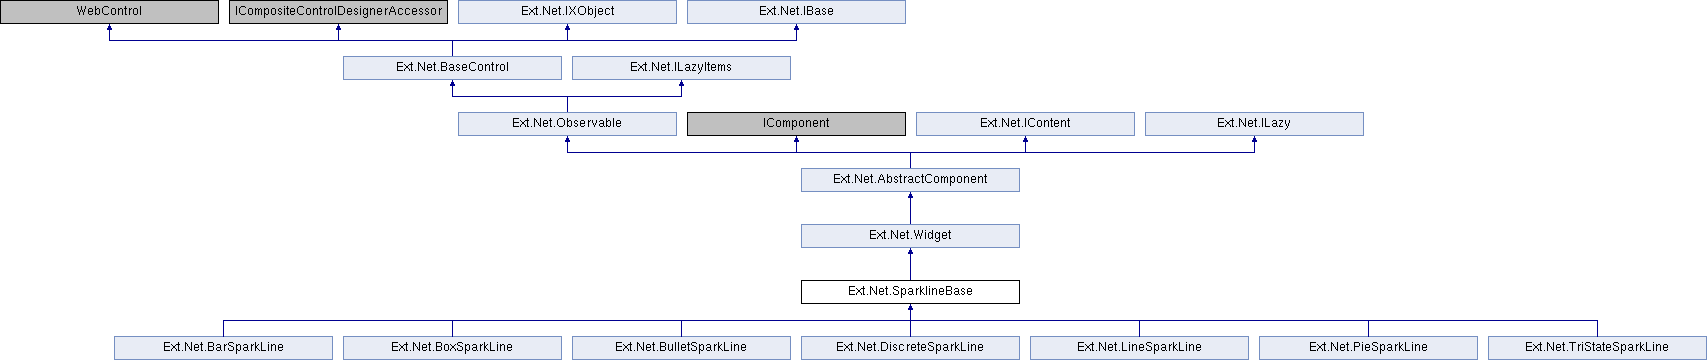 WebControl
ICompositeControlDesignerAccessor
Ext.Net.IXObject
Ext.Net.IBase
Ext.Net.BaseControl
Ext.Net.ILazyItems
Ext.Net.Observable
IComponent
Ext.Net.IContent
Ext.Net.ILazy
Ext.Net.AbstractComponent
Ext.Net.Widget
Ext.Net.SparklineBase
Ext.Net.BarSparkLine
Ext.Net.BoxSparkLine
Ext.Net.BulletSparkLine
Ext.Net.DiscreteSparkLine
Ext.Net.LineSparkLine
Ext.Net.PieSparkLine
Ext.Net.TriStateSparkLine